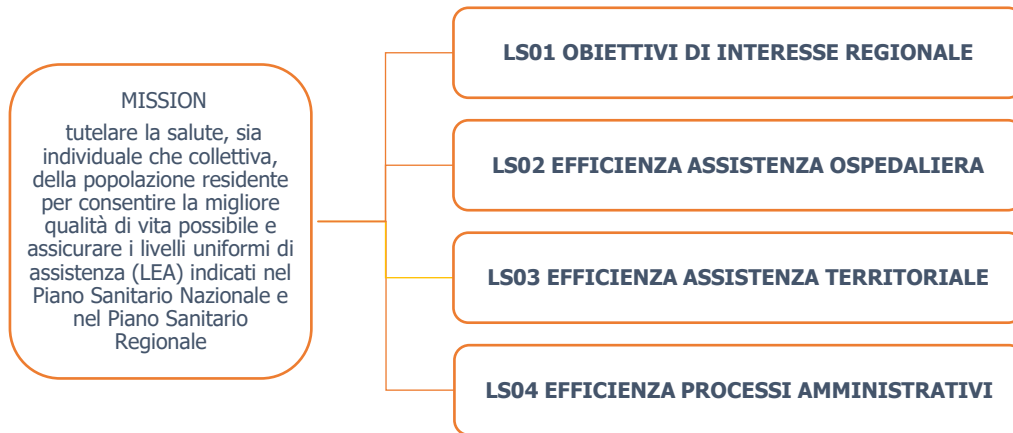 MISSION
tutelare la salute, sia
individuale che collettiva,
della popolazione residente
per consentire la migliore
qualità di vita possibile e
assicurare i livelli uniformi di
assistenza (LEA) indicati nel
Piano Sanitario Nazionale e
nel Piano Sanitario
Regionale
LS01 OBIETTIVI DI INTERESSE REGIONALE
LS02 EFFICIENZA ASSISTENZA OSPEDALIERA
LS03 EFFICIENZA ASSISTENZA TERRITORIALE
LS04 EFFICIENZA PROCESSI AMMINISTRATIVI